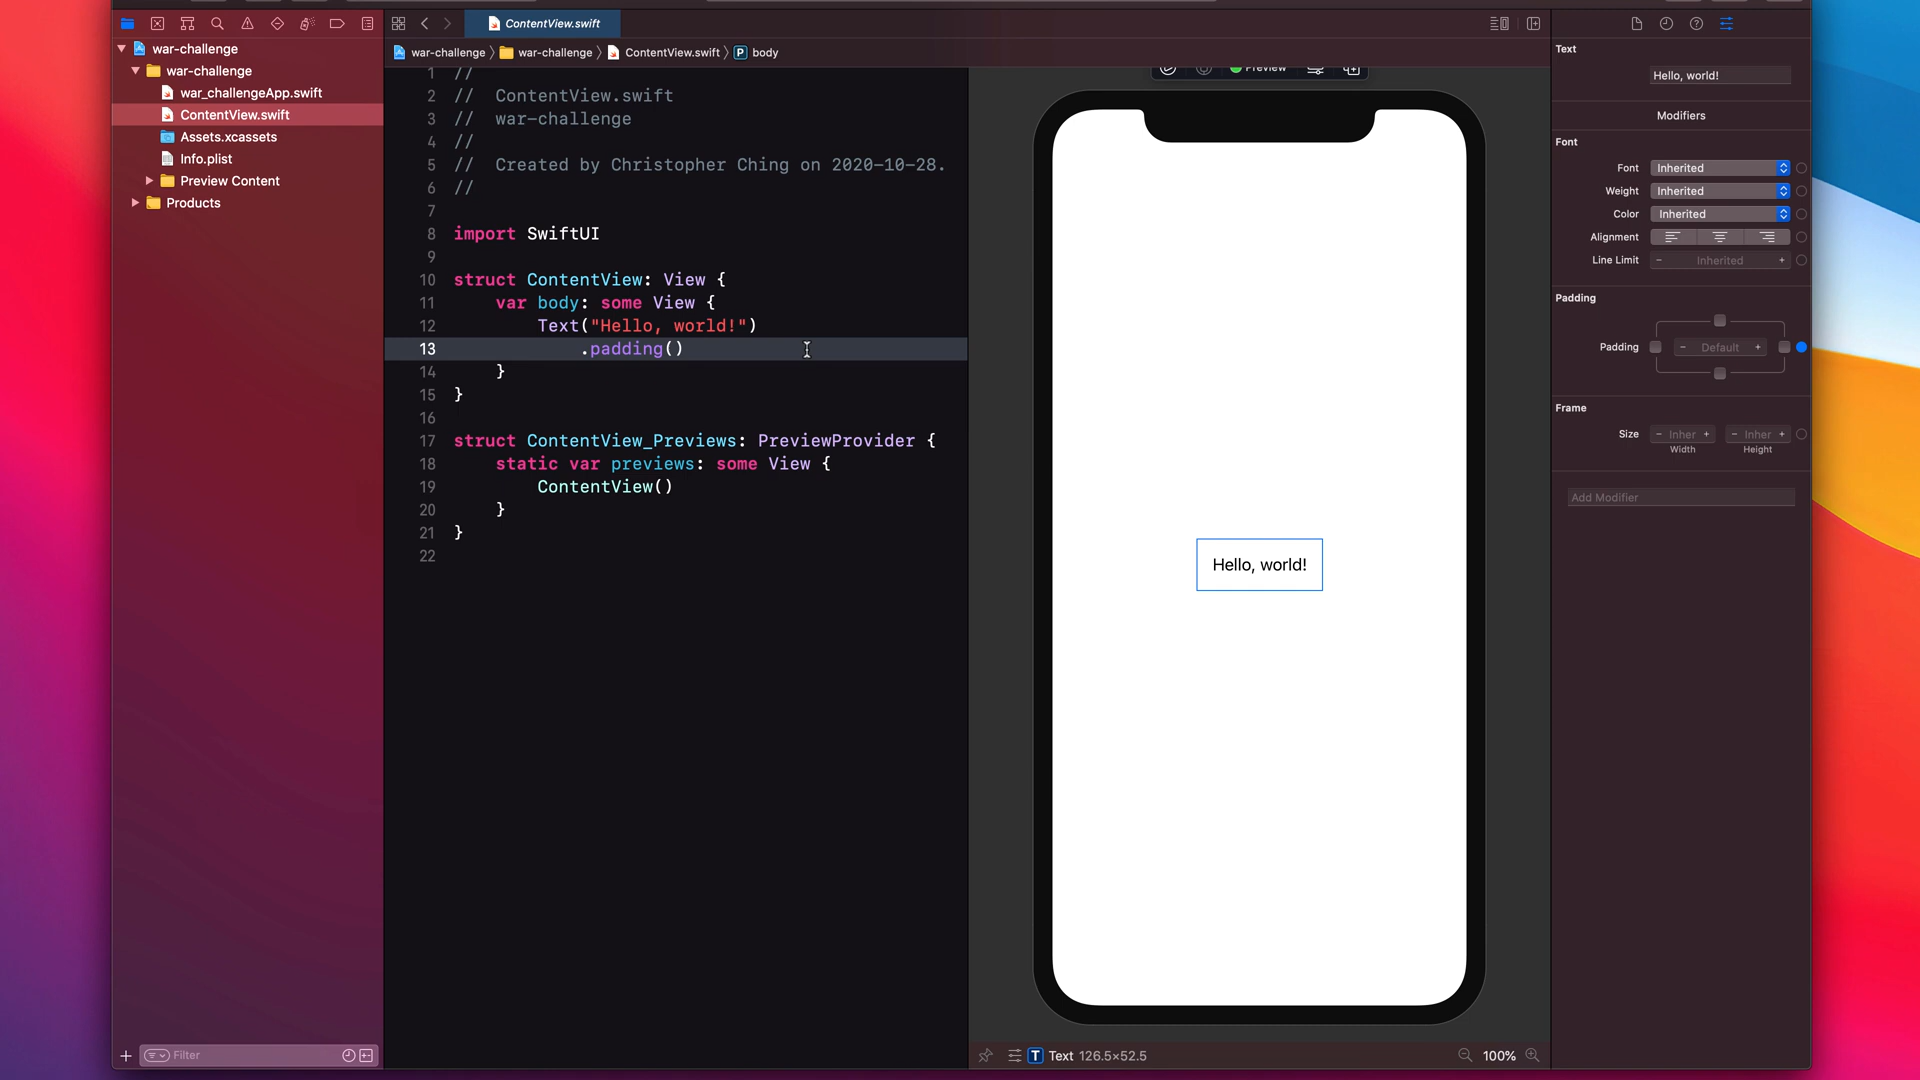 ContentView.swift
war-challenge
war-challenge
war_challengeApp.swift
ContentView.swift
Assets.xcassets
Info.plist
Preview Content
Products
Filter
war-challenge
war-challenge
ContentView.swift
P
body
1 //
2 //  ContentView.swift
3 //  war-challenge
4 //
5 //  Created by Christopher Ching on 2020-10-28.
6 //
7
8 import SwiftUI
9
10 struct ContentView: View {
11     var body: some View {
12         Text("Hello, world!")
13             .padding()
14     }
15 }
16
17 struct ContentView_Previews: PreviewProvider {
18     static var previews: some View {
19         ContentView()
20     }
21 }
22
Preview
Hello, world!
T Text 126.5×52.5
100%
Text
Hello, world!
Modifiers
Font
Font Inherited
Weight Inherited
Color Inherited
Alignment
Line Limit − Inherited +
Padding
Padding − Default +
Frame
Size − Inher + − Inher +
Width Height
Add Modifier